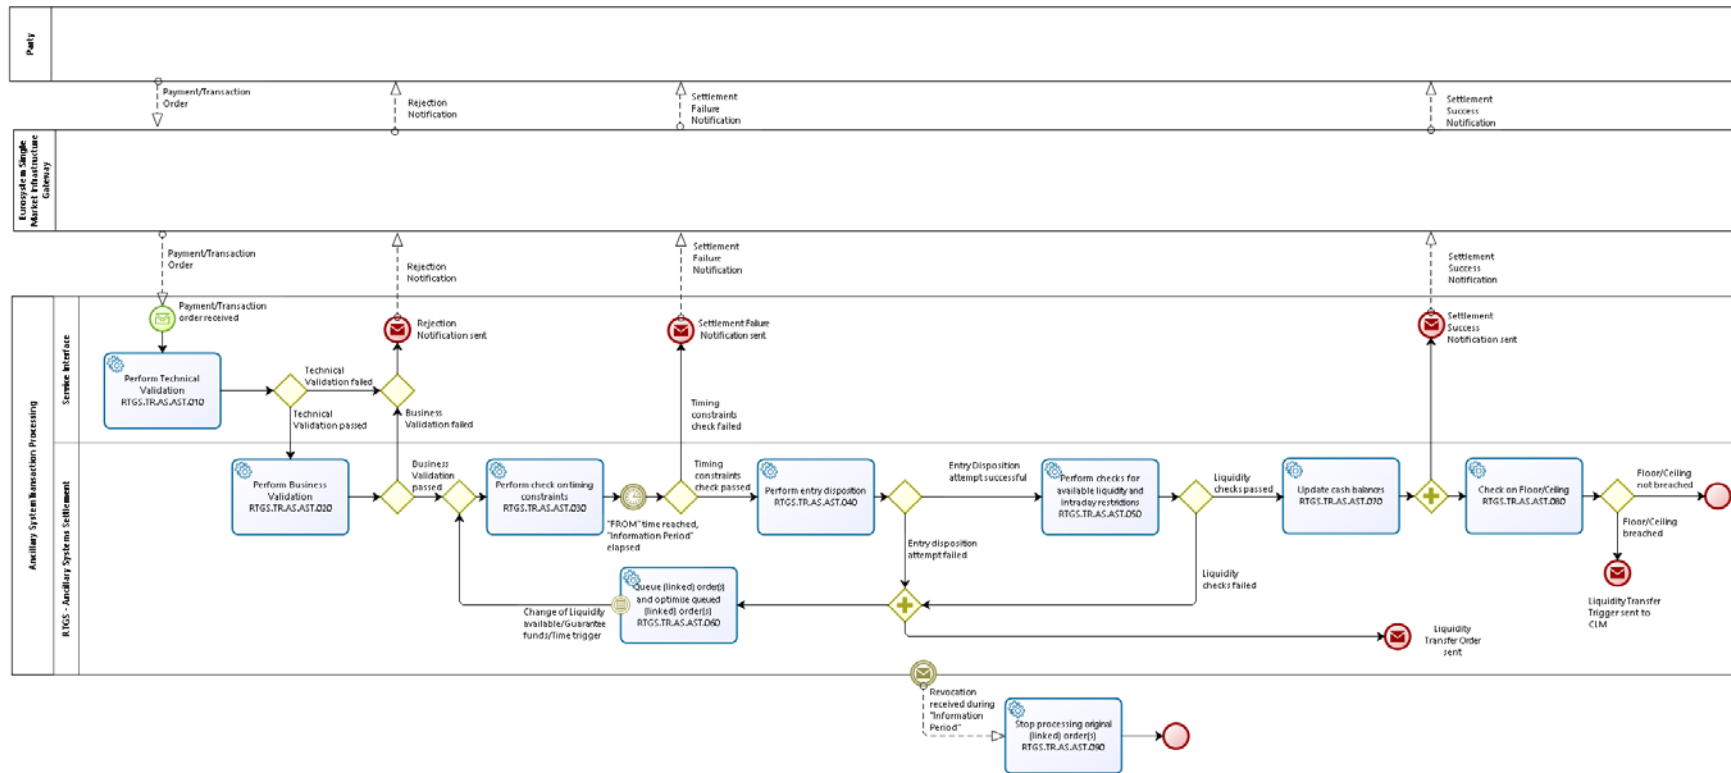 Party
Payment/Transaction
Order
Rejection
Notification
Settlement
Failure
Notification
Settlement
Success
Notification
Eurosystem Single
Market Infrastructure
Gateway
Payment/Transaction
Order
Rejection
Notification
Settlement
Failure
Notification
Settlement
Success
Notification
Ancillary System Transaction Processing
Service Interface
Payment/Transaction
order received
Rejection
Notification sent
Settlement Failure
Notification sent
Settlement
Success
Notification sent
Perform Technical
Validation
RTGS.TR.AS.AST.010
Technical
Validation failed
Technical
Validation passed
Business
Validation failed
Timing
constraints
check failed
RTGS - Ancillary Systems Settlement
Perform Business
Validation
RTGS.TR.AS.AST.020
Business
Validation
passed
Perform check on timing
constraints
RTGS.TR.AS.AST.030
"FROM" time reached,
"Information Period"
elapsed
Timing
constraints
check passed
Perform entry disposition
RTGS.TR.AS.AST.040
Entry Disposition
attempt successful
Entry disposition
attempt failed
Perform checks for
available liquidity and
intraday restrictions
RTGS.TR.AS.AST.050
Liquidity
checks passed
Liquidity
checks failed
Update cash balances
RTGS.TR.AS.AST.070
Check on Floor/Ceiling
RTGS.TR.AS.AST.080
Floor/Ceiling
not breached
Floor/Ceiling
breached
Liquidity Transfer
Trigger sent to
CLM
Queue (linked) order(s)
and optimise queued
(linked) order(s)
RTGS.TR.AS.AST.060
Change of Liquidity
available/Guarantee
funds/Time trigger
Liquidity
Transfer Order
sent
Revocation
received during
"Information
Period"
Stop processing original
(linked) order(s)
RTGS.TR.AS.AST.090